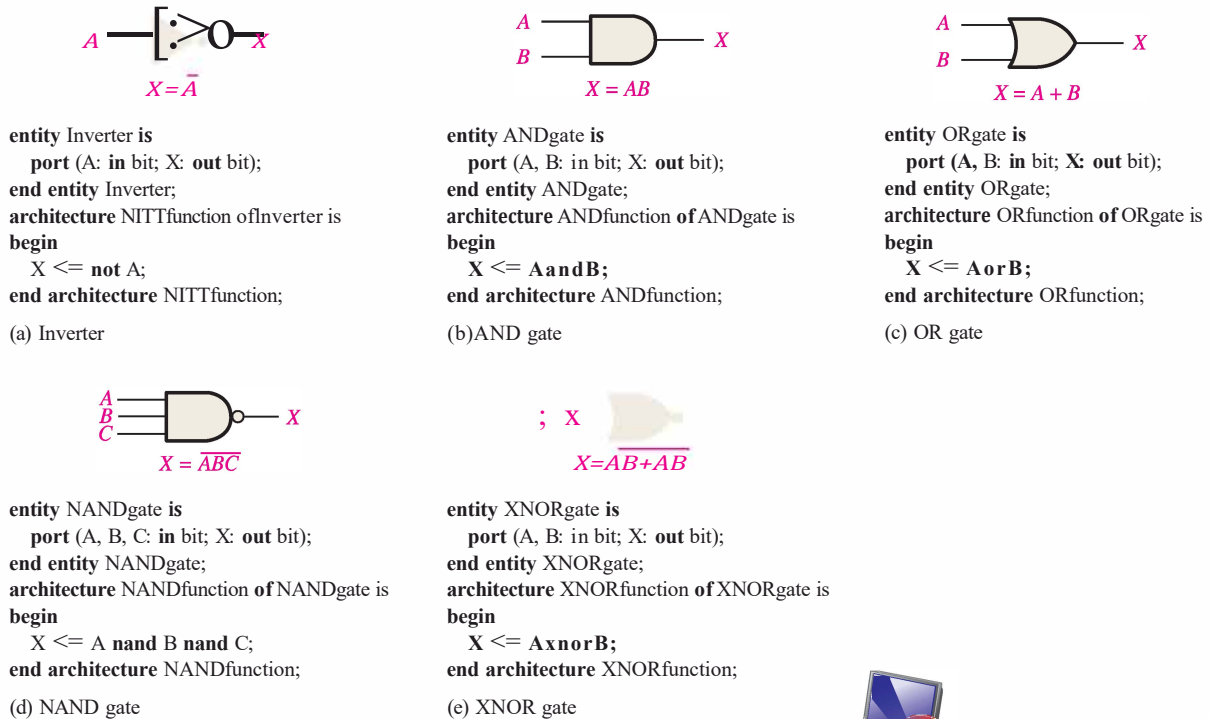 A X
X = A̅
entity Inverter is
port (A: in bit; X: out bit);
end entity Inverter;
architecture NITTfunction ofInverter is
begin
X <= not A;
end architecture NITTfunction;
(a) Inverter
A
B
X
X = AB
entity ANDgate is
port (A, B: in bit; X: out bit);
end entity ANDgate;
architecture ANDfunction of ANDgate is
begin
X <= AandB;
end architecture ANDfunction;
(b)AND gate
A
B
X
X = A + B
entity ORgate is
port (A, B: in bit; X: out bit);
end entity ORgate;
architecture ORfunction of ORgate is
begin
X <= AorB;
end architecture ORfunction;
(c) OR gate
A
B
C
X
X = A̅B̅C̅
entity NANDgate is
port (A, B, C: in bit; X: out bit);
end entity NANDgate;
architecture NANDfunction of NANDgate is
begin
X <= A nand B nand C;
end architecture NANDfunction;
(d) NAND gate
; X
X=AB̅+̅A̅B̅
entity XNORgate is
port (A, B: in bit; X: out bit);
end entity XNORgate;
architecture XNORfunction of XNORgate is
begin
X <= AxnorB;
end architecture XNORfunction;
(e) XNOR gate